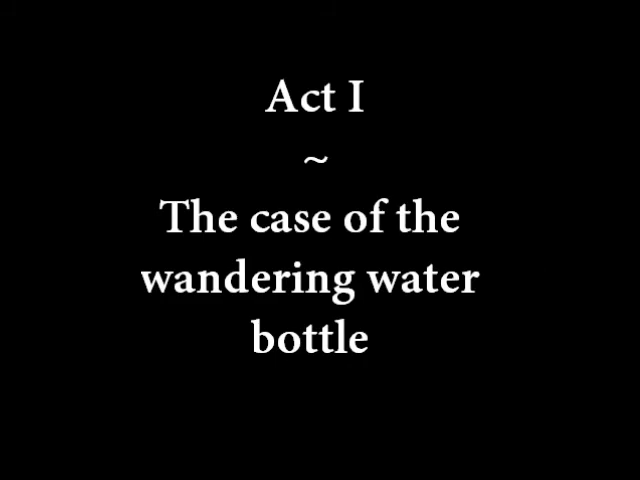 Act I
~
The case of the
wandering water
bottle